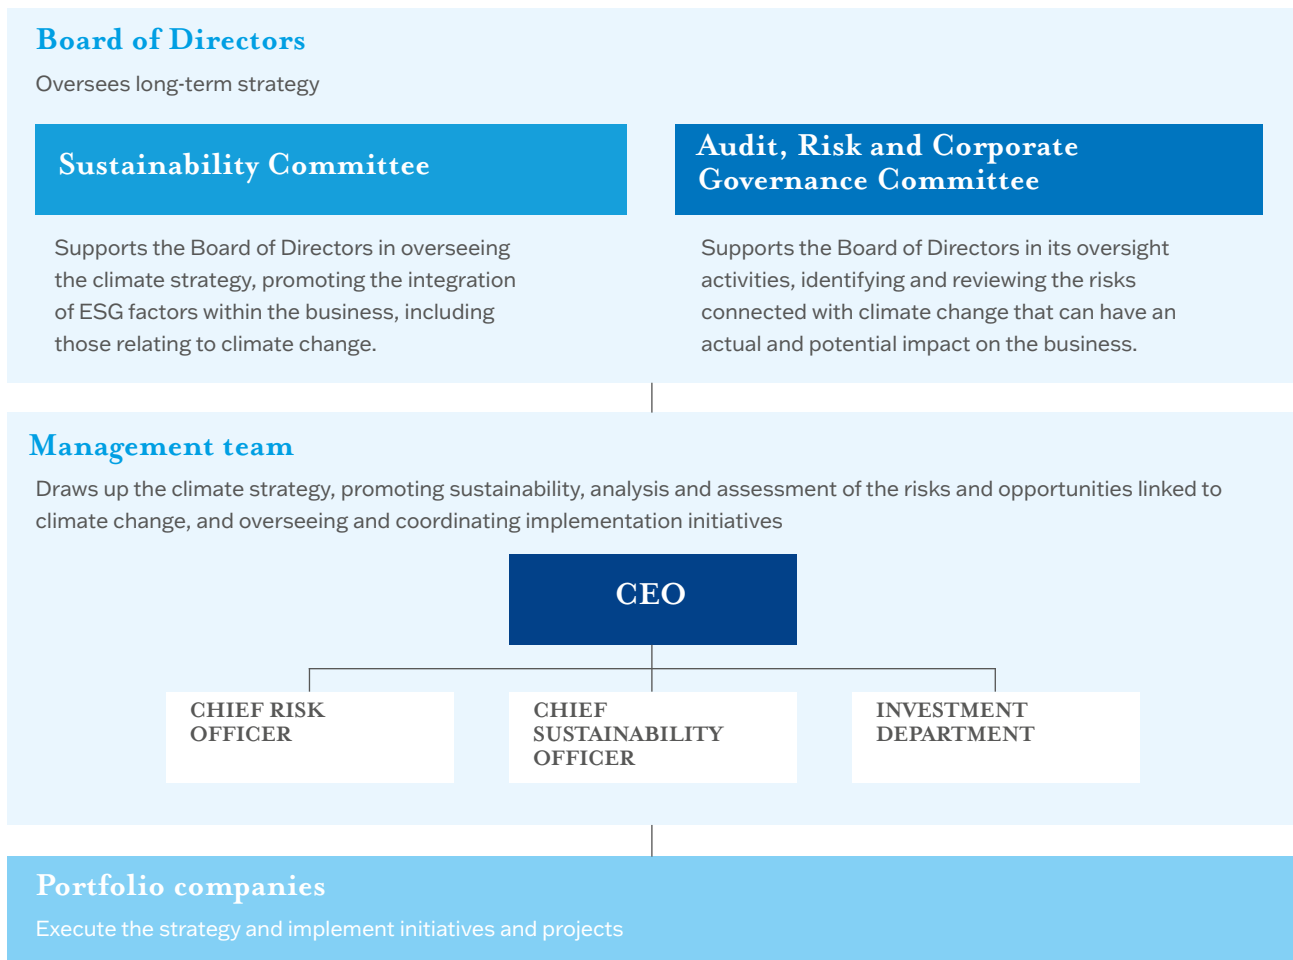 Board of Directors
Oversees long-term strategy
Sustainability Committee
Supports the Board of Directors in overseeing
the climate strategy, promoting the integration
of ESG factors within the business, including
those relating to climate change.
Audit, Risk and Corporate
Governance Committee
Supports the Board of Directors in its oversight
activities, identifying and reviewing the risks
connected with climate change that can have an
actual and potential impact on the business.
Management team
Draws up the climate strategy, promoting sustainability, analysis and assessment of the risks and opportunities linked to
climate change, and overseeing and coordinating implementation initiatives
CEO
CHIEF RISK
OFFICER
CHIEF
SUSTAINABILITY
OFFICER
INVESTMENT
DEPARTMENT
Portfolio companies
Execute the strategy and implement initiatives and projects